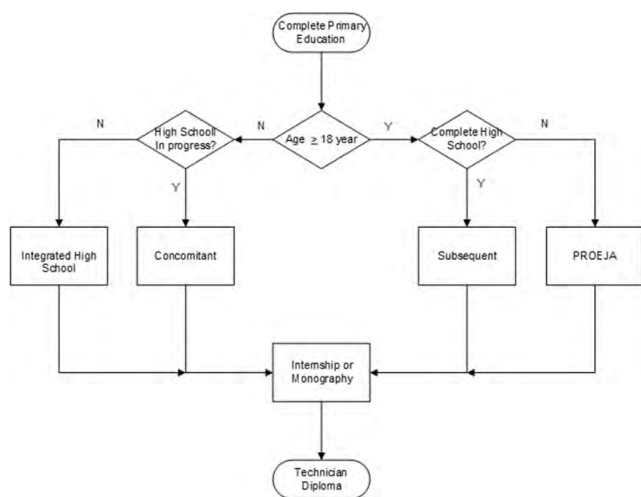 Complete Primary
Education
N
High Schooll
In progress?
N
Age ≥ 18 year
Y
Complete High
School?
N
Y
Y
Integrated High
School
Concomitant
Subsequent
PROEJA
Internship or
Monography
Technician
Diploma